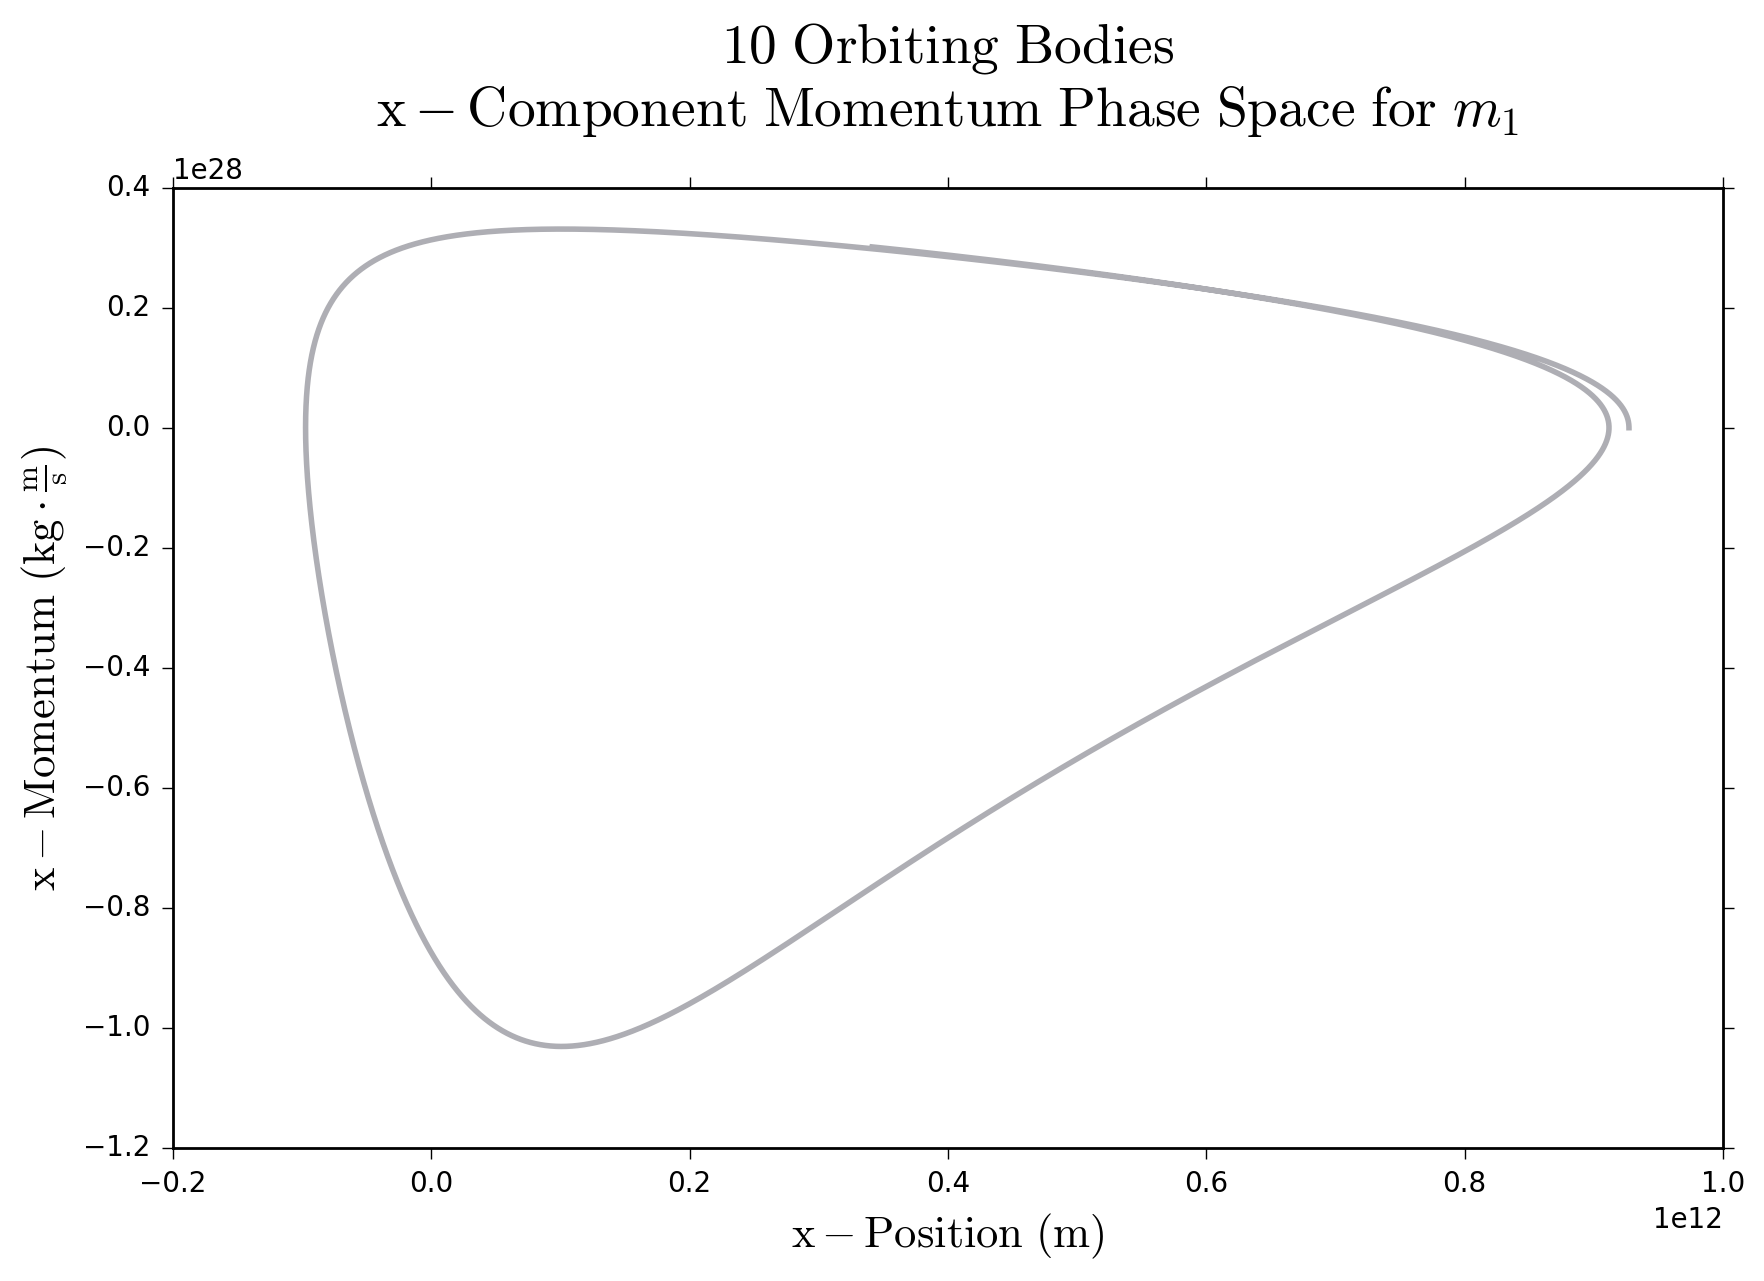 10 Orbiting Bodies
x − Component Momentum Phase Space for m₁
1e28
0.4
0.2
0.0
−0.2
−0.4
−0.6
−0.8
−1.0
−1.2
x − Momentum (kg · m/s)
−0.2 0.0 0.2 0.4 0.6 0.8 1.0
1e12
x − Position (m)